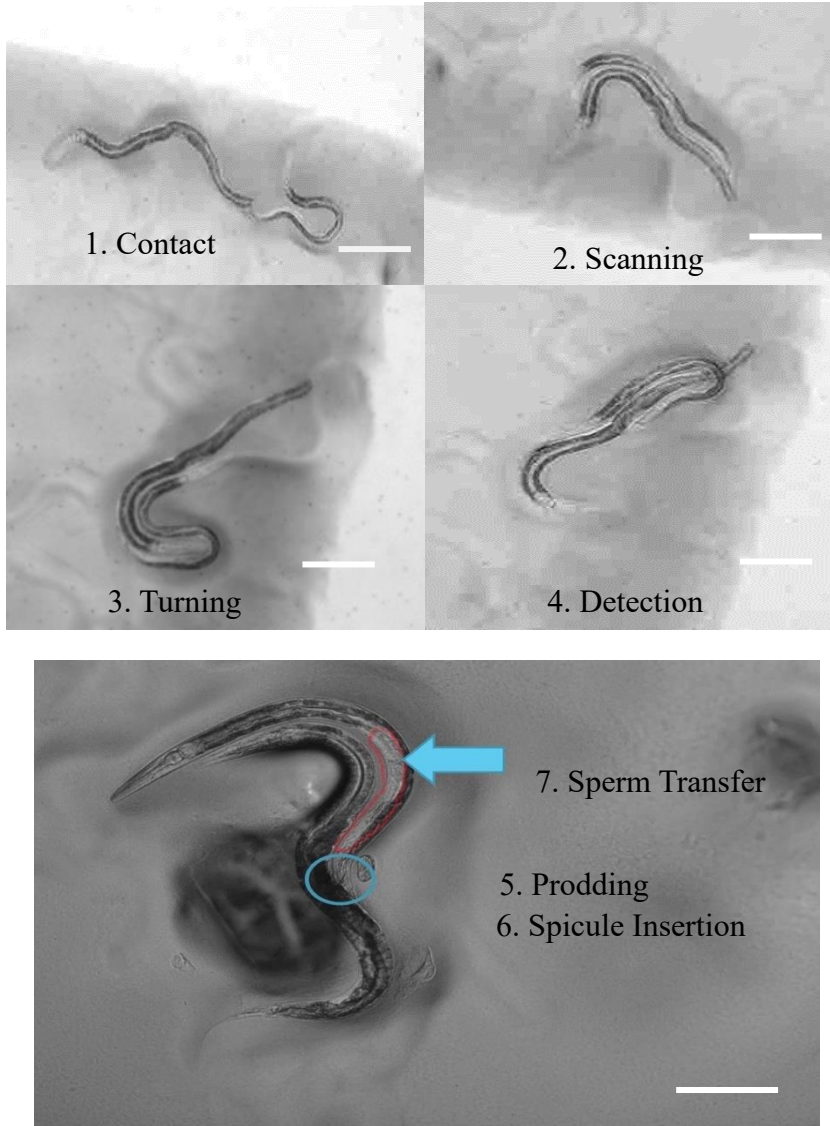 1. Contact
2. Scanning
3. Turning
4. Detection
7. Sperm Transfer
5. Prodding
6. Spicule Insertion